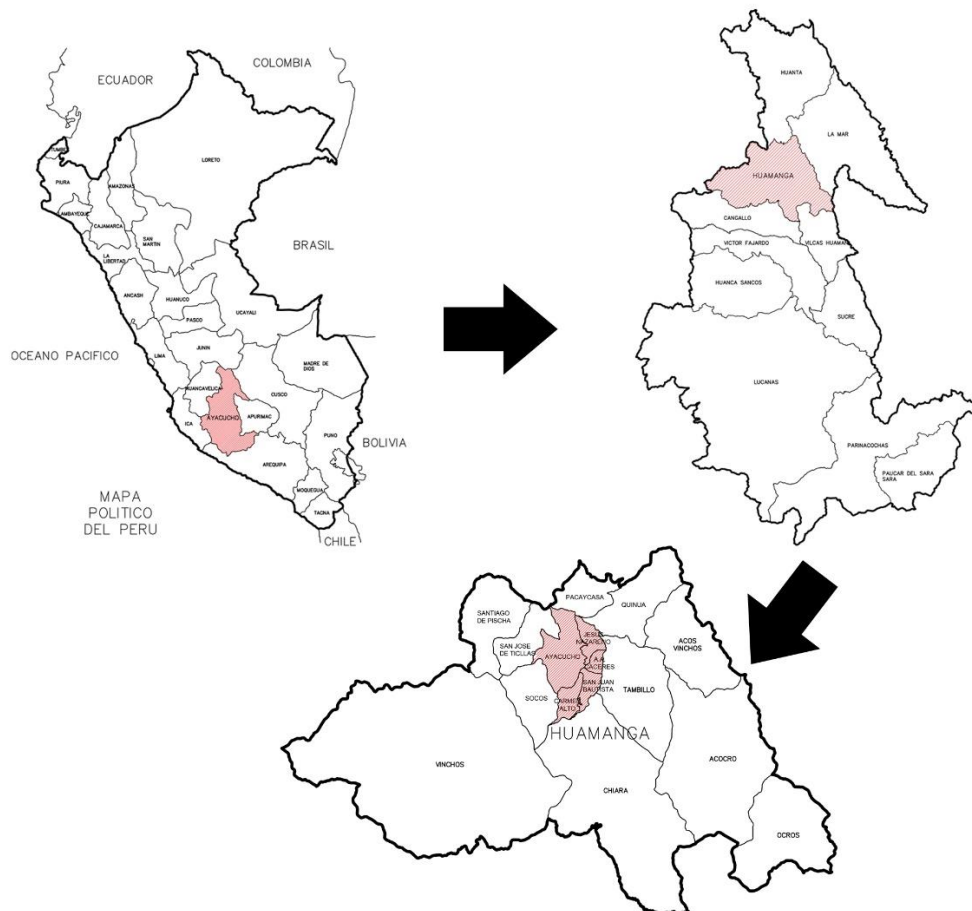 ECUADOR
COLOMBIA
TUMBES
LORETO
PIURA
AMAZONAS
LAMBAYEQUE
CAJAMARCA
SAN
MARTIN
BRASIL
LA
LIBERTAD
ANCASH
HUANUCO
UCAYALI
PASCO
OCEANO PACIFICO
LIMA
JUNIN
MADRE DE
DIOS
HUANCAVELICA
CUSCO
ICA
AYACUCHO
APURIMAC
PUNO
BOLIVIA
AREQUIPA
MOQUEGUA
TACNA
MAPA
POLITICO
DEL PERU
CHILE
HUANTA
LA MAR
HUAMANGA
CANGALLO
VICTOR FAJARDO
VILCAS HUAMAN
HUANCA SANCOS
SUCRE
LUCANAS
PARINACOCHAS
PAUCAR DEL SARA
SARA
PACAYCASA
SANTIAGO
DE PISCHA
QUINUA
JESUS
NAZARENO
ACOS
VINCHOS
SAN JOSE
DE TICLLAS
AYACUCHO
A.A.
CACERES
SAN JUAN
BAUTISTA
TAMBILLO
SOCOS
CARMEN
ALTO
HUAMANGA
VINCHOS
ACOCRO
CHIARA
OCROS